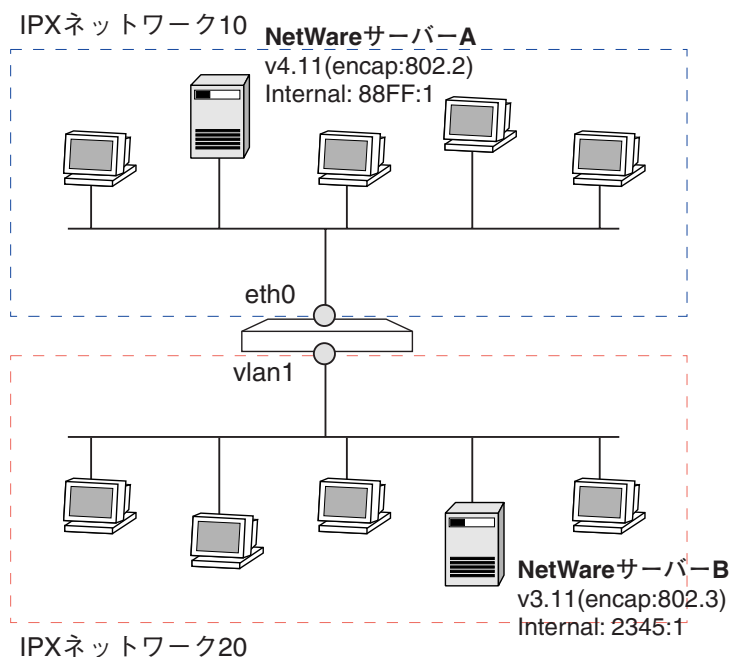 IPXネットワーク10
NetWareサーバーA
v4.11(encap:802.2)
Internal: 88FF:1
eth0
vlan1
NetWareサーバーB
v3.11(encap:802.3)
Internal: 2345:1
IPXネットワーク20